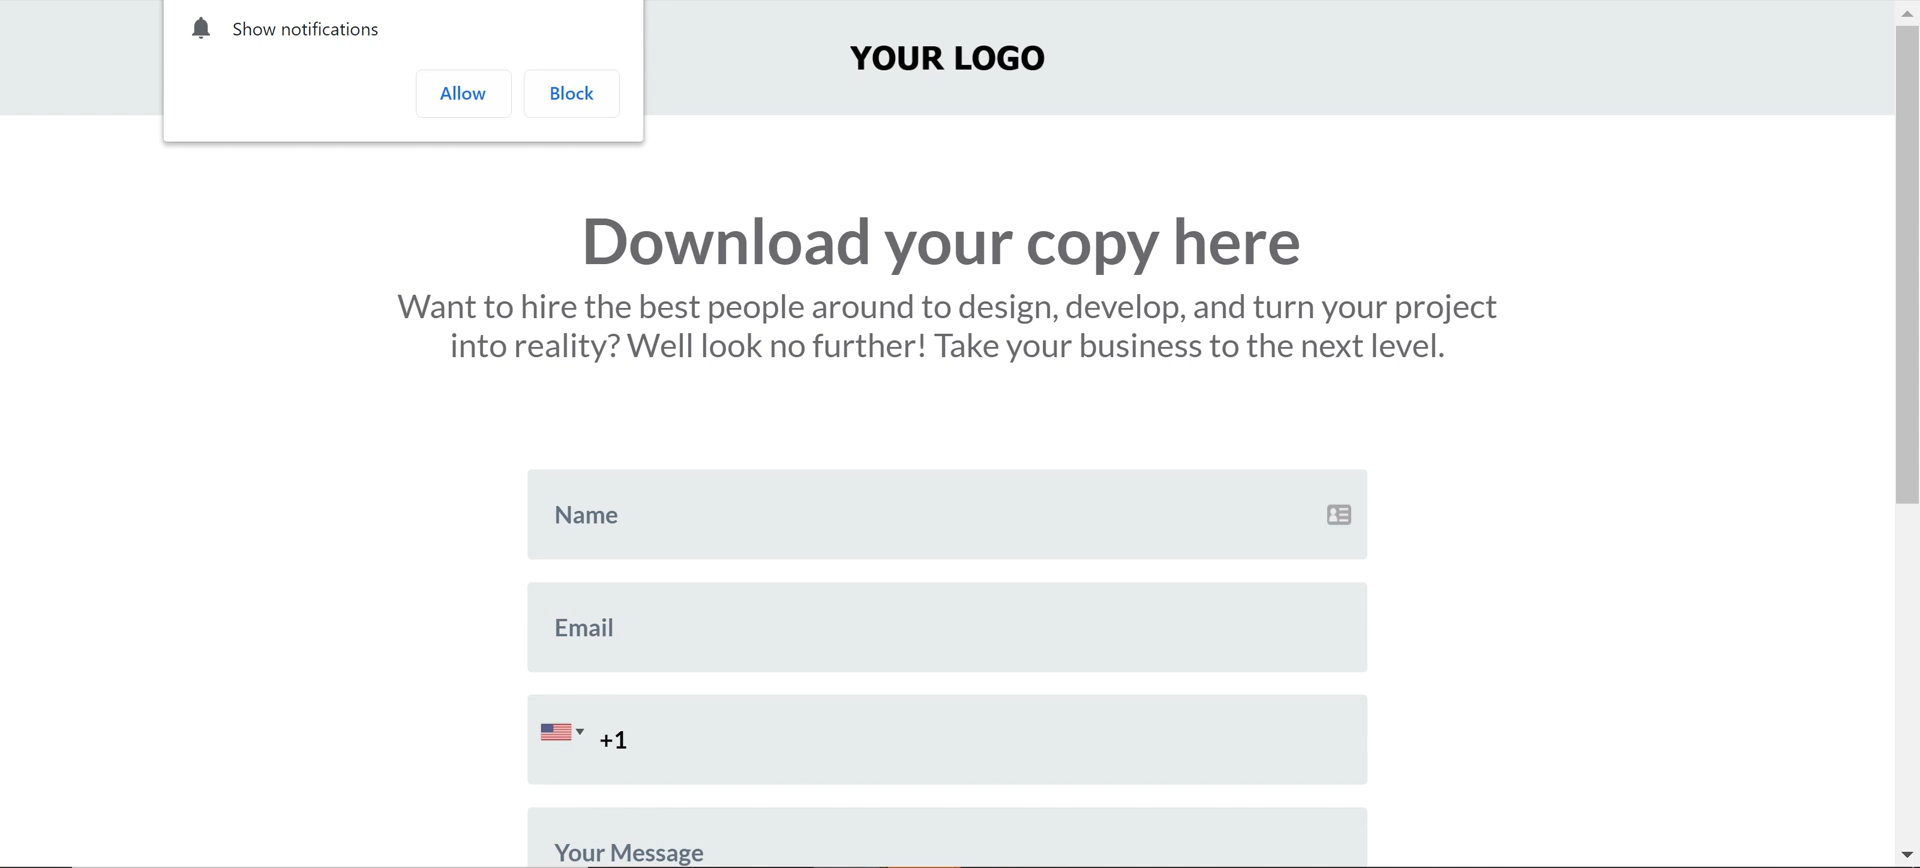 Show notifications
Allow
Block
YOUR LOGO
Download your copy here
Want to hire the best people around to design, develop, and turn your project
into reality? Well look no further! Take your business to the next level.
Name
Email
+1
Your Message